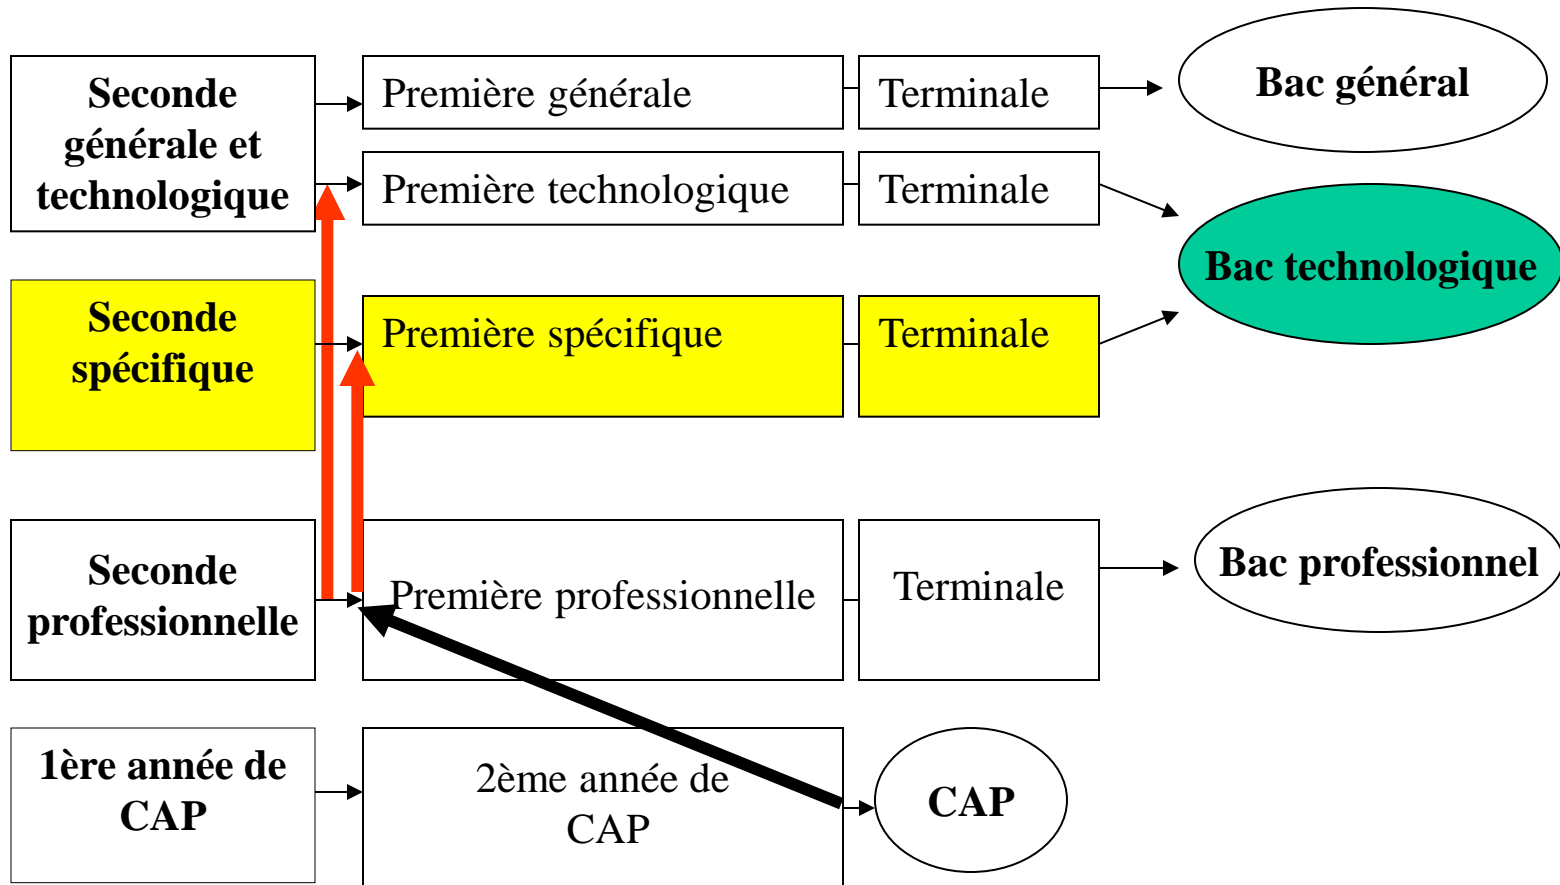 Seconde
générale et
technologique
Première générale
Terminale
Bac général
Première technologique
Terminale
Bac technologique
Seconde
spécifique
Première spécifique
Terminale
Seconde
professionnelle
Première professionnelle
Terminale
Bac professionnel
1ère année de
CAP
2ème année de
CAP
CAP